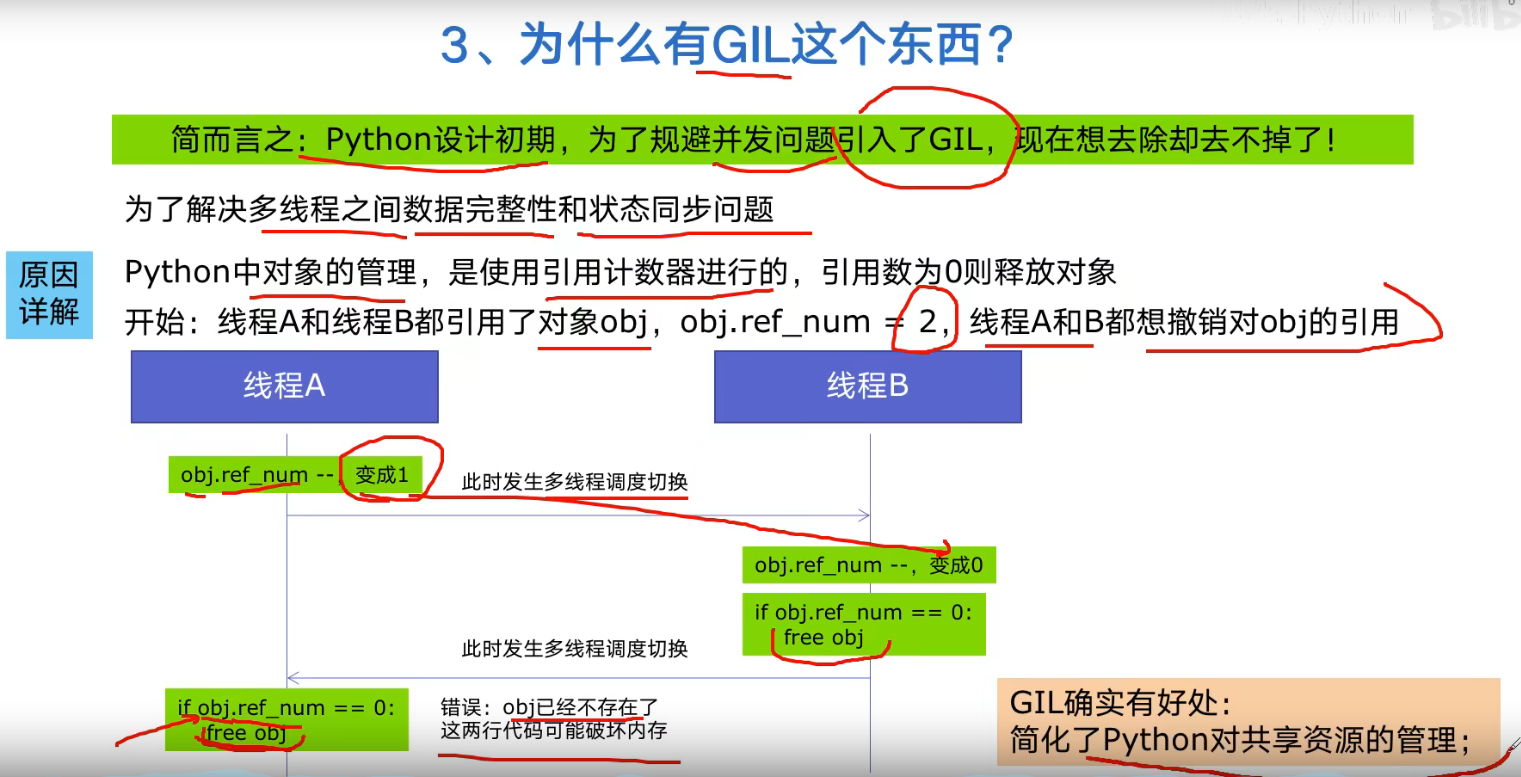 3、为什么有GIL这个东西？
简而言之：Python设计初期，为了规避并发问题引入了GIL，现在想去除却去不掉了！
为了解决多线程之间数据完整性和状态同步问题
原因
详解
Python中对象的管理，是使用引用计数器进行的，引用数为0则释放对象
开始：线程A和线程B都引用了对象obj，obj.ref_num = 2，线程A和B都想撤销对obj的引用
线程A
线程B
obj.ref_num --，变成1
此时发生多线程调度切换
obj.ref_num --，变成0
if obj.ref_num == 0:
free obj
此时发生多线程调度切换
if obj.ref_num == 0:
free obj
错误：obj已经不存在了
这两行代码可能破坏内存
GIL确实有好处：
简化了Python对共享资源的管理；